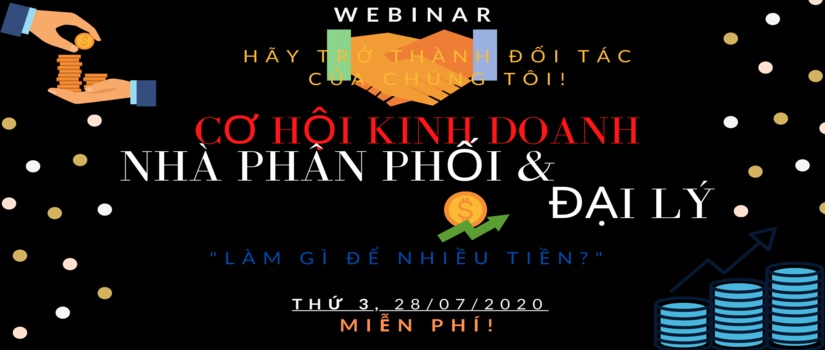 WEBINAR
HÃY TRỞ THÀNH ĐỐI TÁC
CỦA CHÚNG TÔI!
CƠ HỘI KINH DOANH
NHÀ PHÂN PHỐI &
ĐẠI LÝ
"LÀM GÌ ĐỂ NHIỀU TIỀN?"
THỨ 3, 28/07/2020
MIỄN PHÍ!